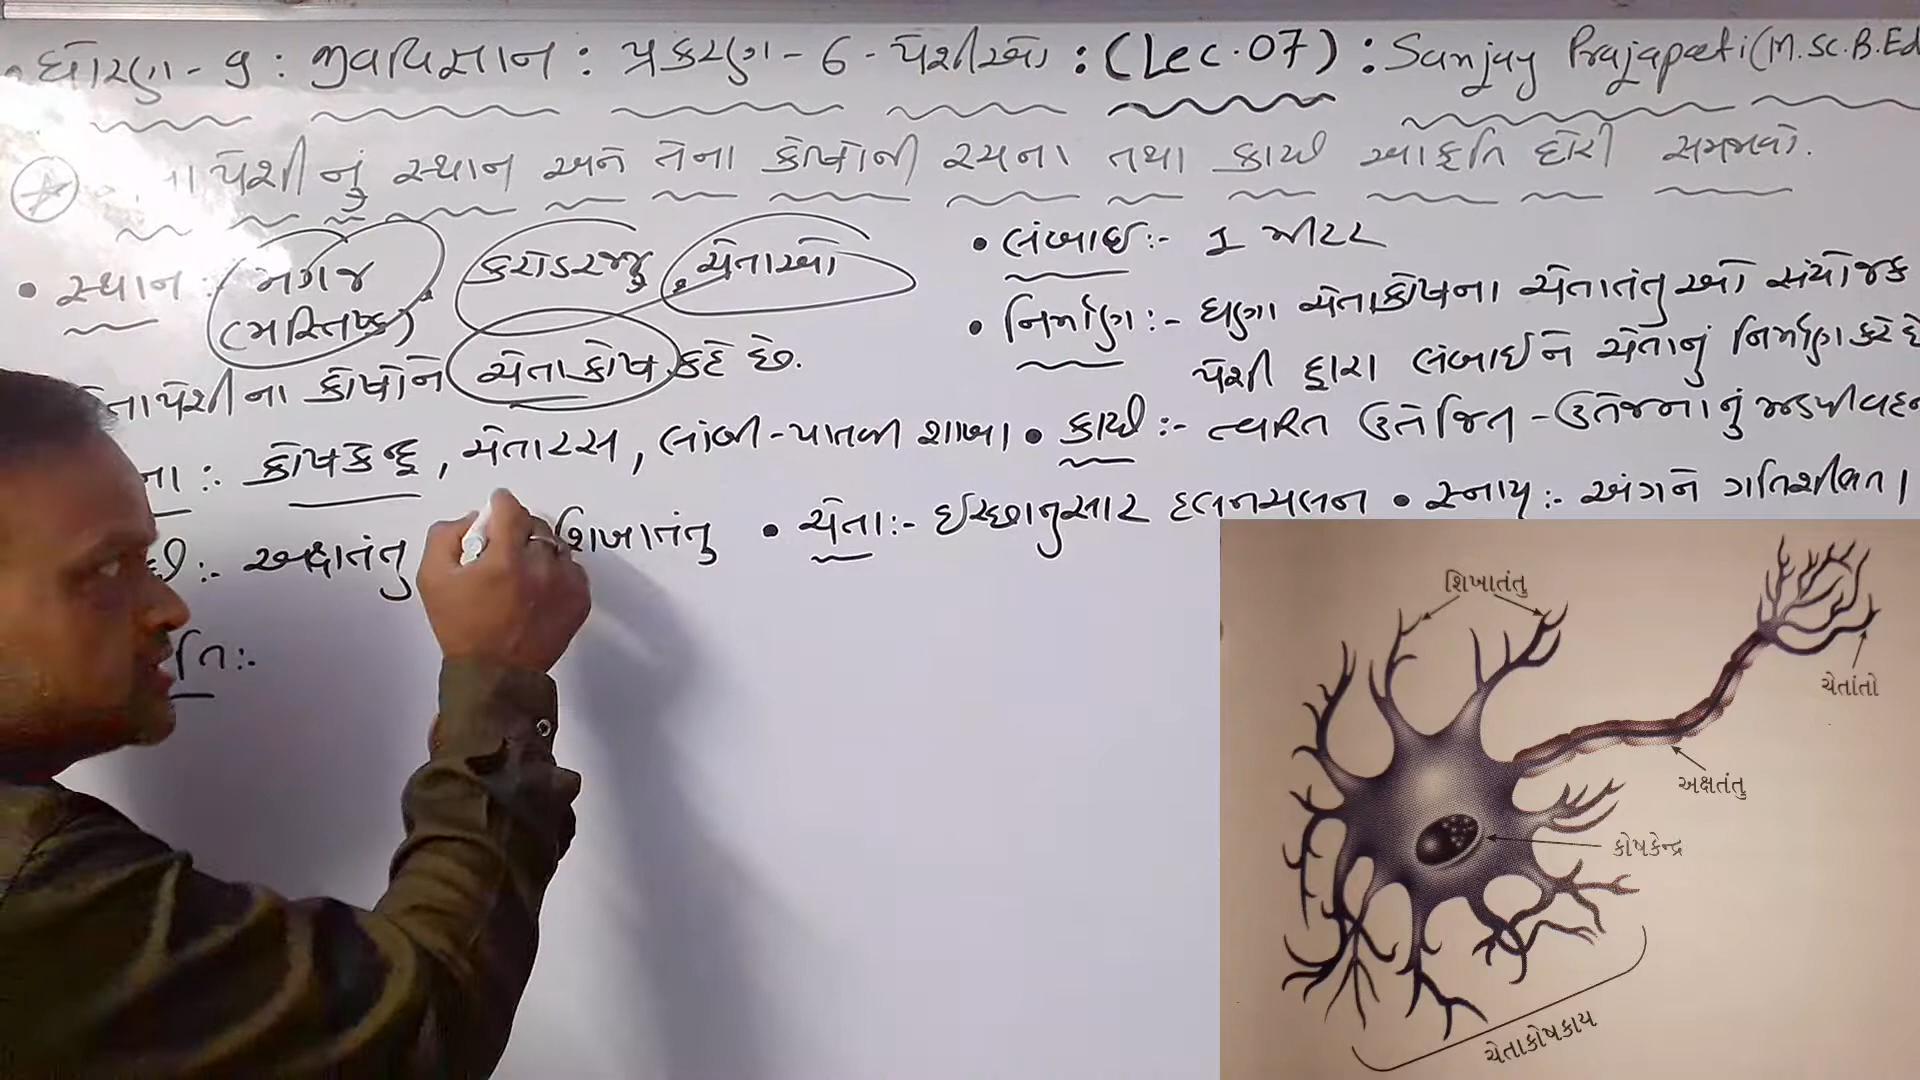 ધોરણ - 9 : જીવવિજ્ઞાન : પ્રકરણ - 6 - પેશીઓ : (Lec. 07) : Sanjay Prajapati (M.Sc. B.Ed
પેશીનું સ્થાન અને તેના કોષોની રચના તથા કાર્ય આકૃતિ દોરી સમજાવો.
• સ્થાન : મગજ (મસ્તિષ્ક), કરોડરજ્જુ, ચેતાઓ
પેશીના કોષોને ચેતાકોષ કહે છે.
કોષકેન્દ્ર, ચેતારસ, લાંબી - પાતળી શાખા
અક્ષતંતુ શિખાતંતુ
• લંબાઈ :- 1 મીટર
• નિર્માણ :- ઘણા ચેતાકોષના ચેતાતંતુઓ સંયોજક
પેશી દ્વારા લંબાઈને ચેતાનું નિર્માણ કરે છે
• કાર્ય :- ત્વરિત ઉત્તેજિત - ઉત્તેજનાનું ઝડપી વહન
• ચેતા :- ઈચ્છાનુસાર હલનચલન • સ્નાયુ :- અંગને ગતિશીલતા
શિખાતંતુ
ચેતાંતો
અક્ષતંતુ
કોષકેન્દ્ર
ચેતાકોષકાય